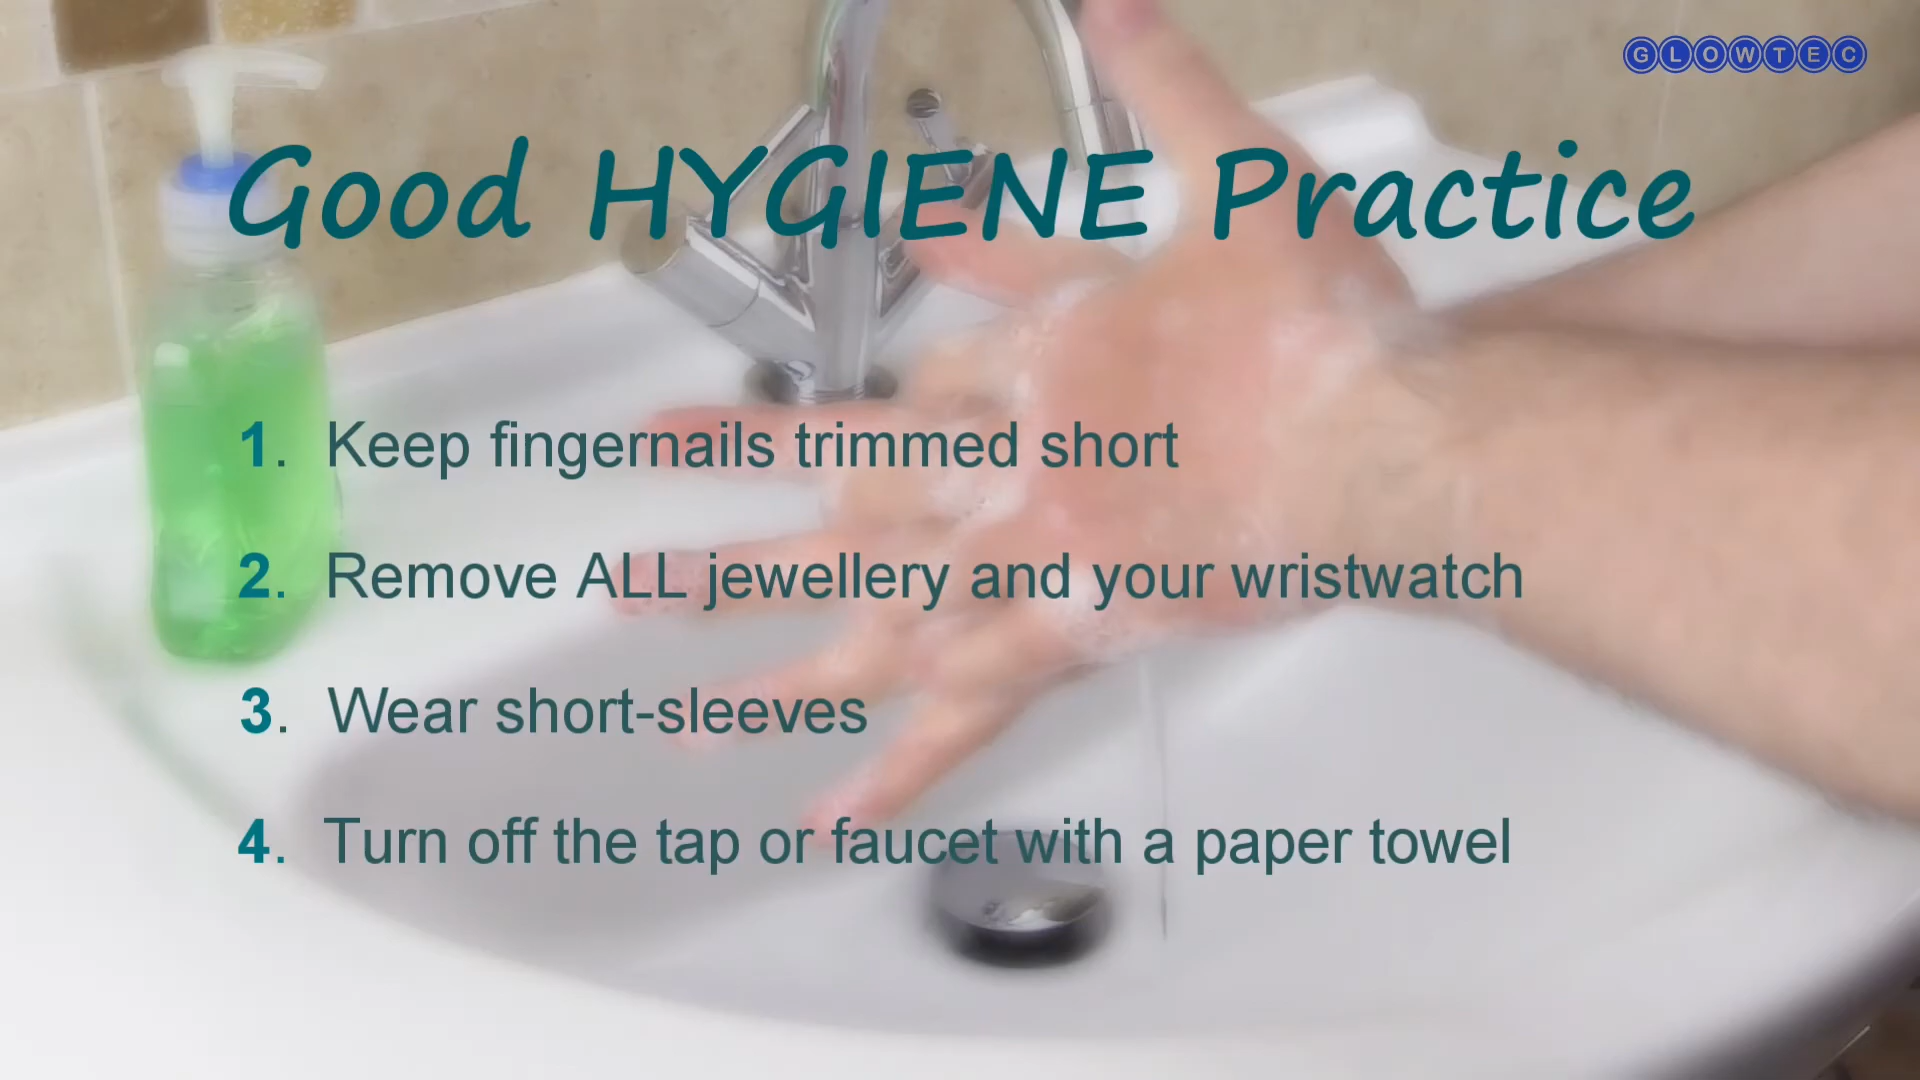 GLOWTEC
Good HYGIENE Practice
1. Keep fingernails trimmed short
2. Remove ALL jewellery and your wristwatch
3. Wear short-sleeves
4. Turn off the tap or faucet with a paper towel